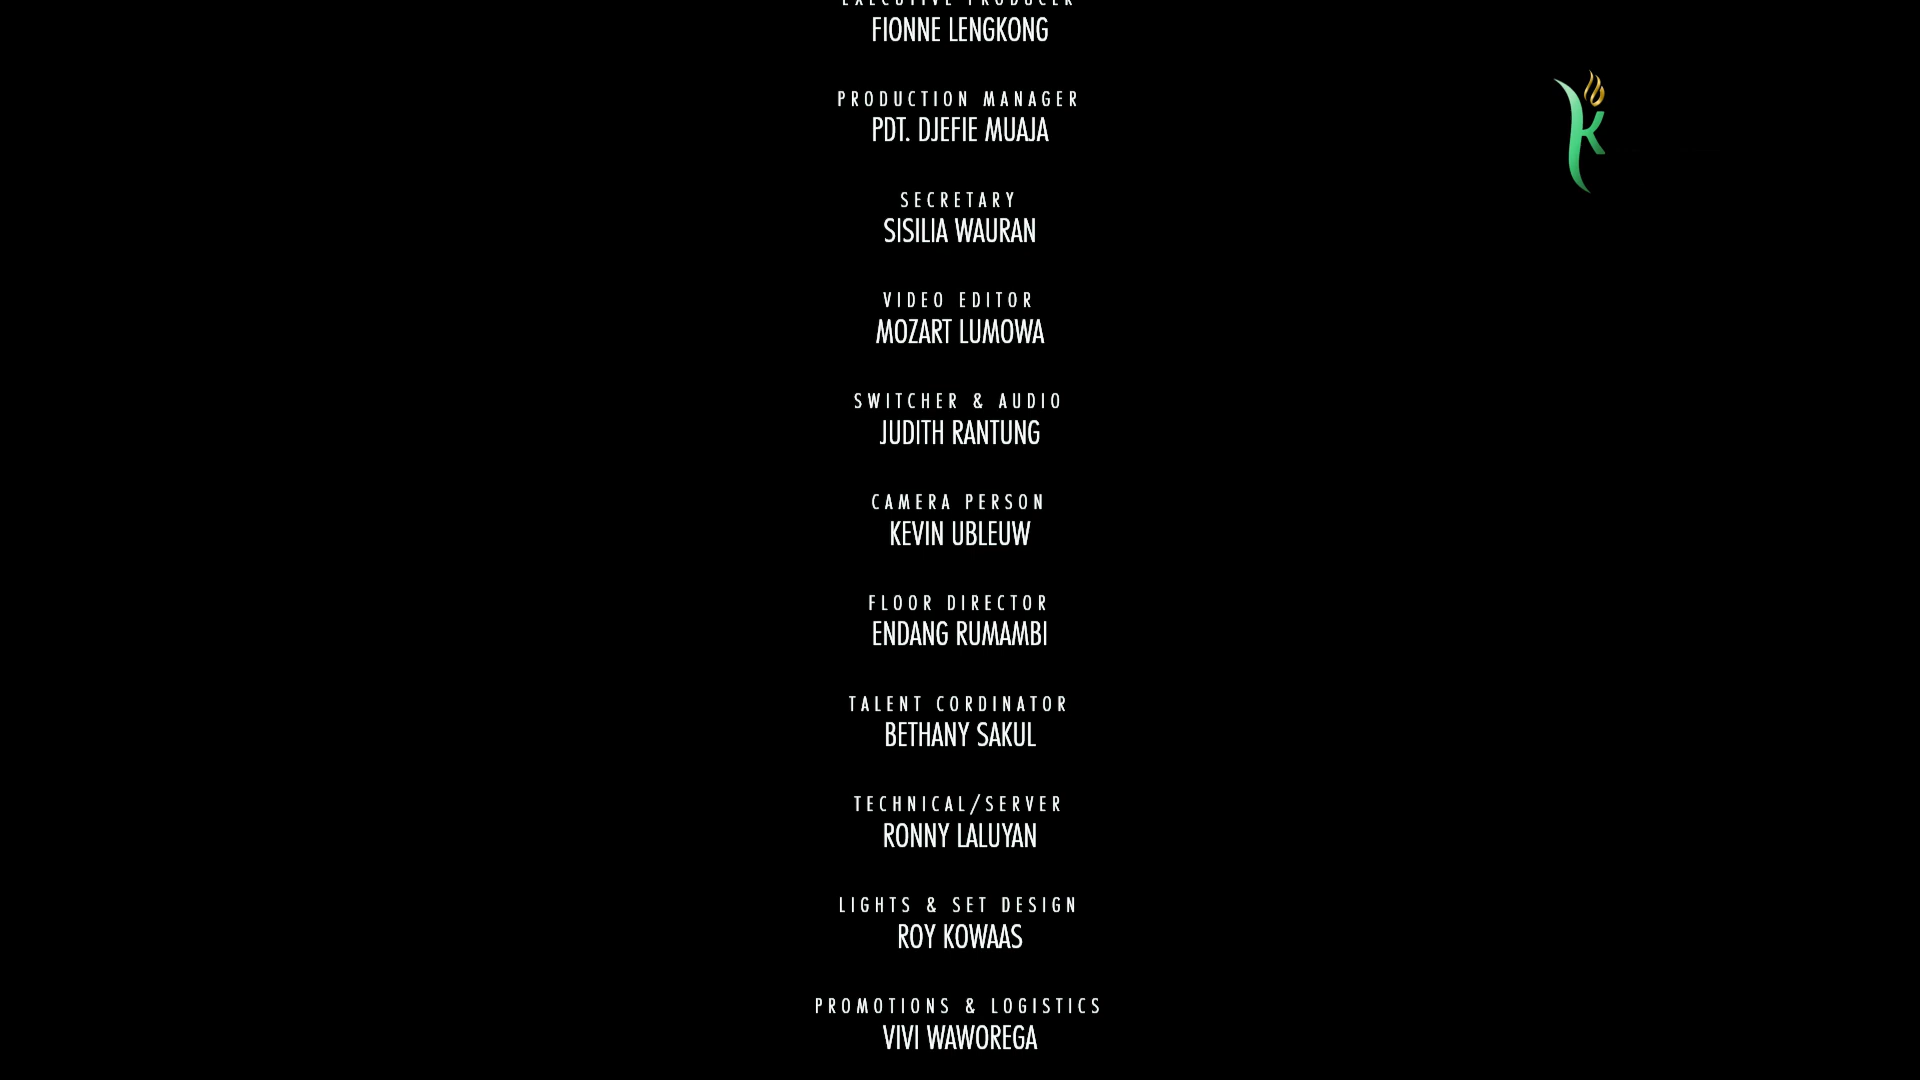 EXECUTIVE PRODUCER
FIONNE LENGKONG
PRODUCTION MANAGER
PDT. DJEFIE MUAJA
SECRETARY
SISILIA WAURAN
VIDEO EDITOR
MOZART LUMOWA
SWITCHER & AUDIO
JUDITH RANTUNG
CAMERA PERSON
KEVIN UBLEUW
FLOOR DIRECTOR
ENDANG RUMAMBI
TALENT CORDINATOR
BETHANY SAKUL
TECHNICAL/SERVER
RONNY LALUYAN
LIGHTS & SET DESIGN
ROY KOWAAS
PROMOTIONS & LOGISTICS
VIVI WAWOREGA